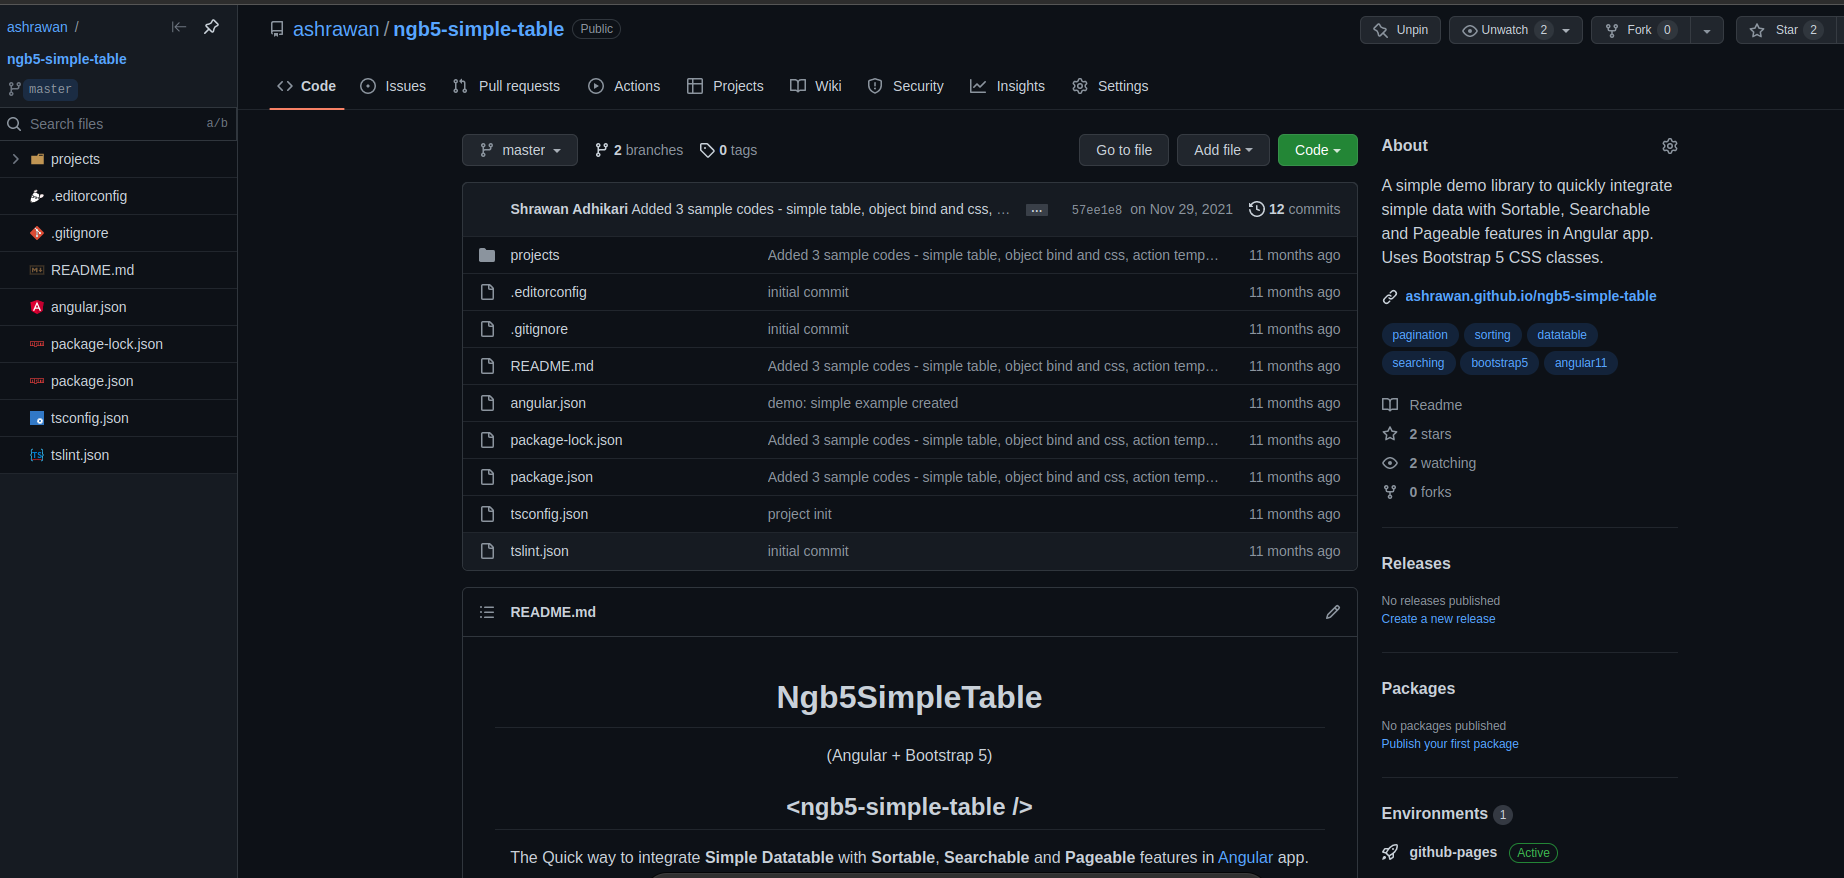 ashrawan /
ngb5-simple-table
master
Search files a/b
projects
.editorconfig
.gitignore
README.md
angular.json
package-lock.json
package.json
tsconfig.json
tslint.json
ashrawan / ngb5-simple-table Public
Unpin Unwatch 2 Fork 0 Star 2
Code Issues Pull requests Actions Projects Wiki Security Insights Settings
master 2 branches 0 tags Go to file Add file Code
Shrawan Adhikari Added 3 sample codes - simple table, object bind and css, … ... 57ee1e8 on Nov 29, 2021 12 commits
projects Added 3 sample codes - simple table, object bind and css, action temp… 11 months ago
.editorconfig initial commit 11 months ago
.gitignore initial commit 11 months ago
README.md Added 3 sample codes - simple table, object bind and css, action temp… 11 months ago
angular.json demo: simple example created 11 months ago
package-lock.json Added 3 sample codes - simple table, object bind and css, action temp… 11 months ago
package.json Added 3 sample codes - simple table, object bind and css, action temp… 11 months ago
tsconfig.json project init 11 months ago
tslint.json initial commit 11 months ago
README.md
Ngb5SimpleTable
(Angular + Bootstrap 5)
<ngb5-simple-table />
The Quick way to integrate Simple Datatable with Sortable, Searchable and Pageable features in Angular app.
About
A simple demo library to quickly integrate
simple data with Sortable, Searchable
and Pageable features in Angular app.
Uses Bootstrap 5 CSS classes.
ashrawan.github.io/ngb5-simple-table
pagination sorting datatable
searching bootstrap5 angular11
Readme
2 stars
2 watching
0 forks
Releases
No releases published
Create a new release
Packages
No packages published
Publish your first package
Environments 1
github-pages Active